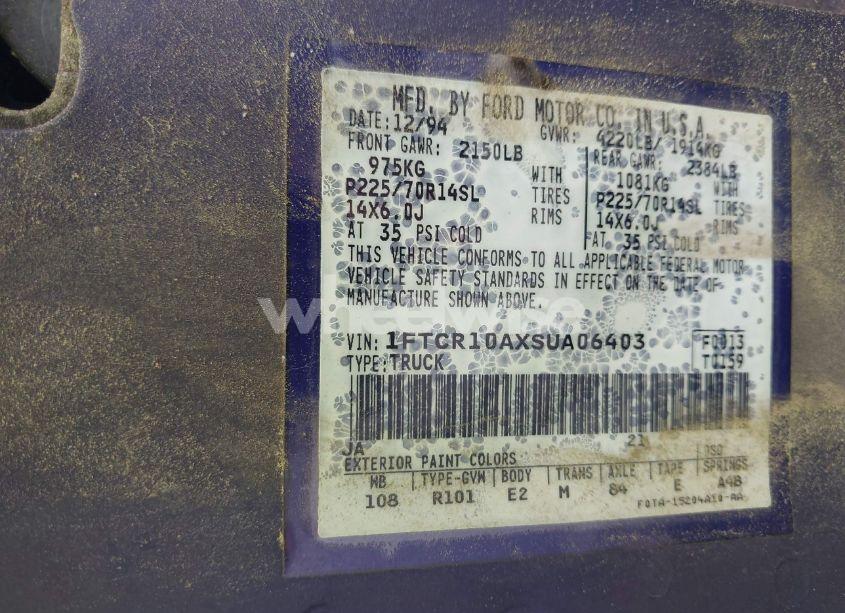 MFD. BY FORD MOTOR CO. IN U.S.A.
DATE: 12/94 GVWR: 4220LB/ 1914KG
FRONT GAWR: 2150LB REAR GAWR: 2384LB
975KG WITH 1081KG WITH
P225/70R14SL TIRES P225/70R14SL TIRES
14X6.0J RIMS 14X6.0J RIMS
AT 35 PSI COLD AT 35 PSI COLD
THIS VEHICLE CONFORMS TO ALL APPLICABLE FEDERAL MOTOR
VEHICLE SAFETY STANDARDS IN EFFECT ON THE DATE OF
MANUFACTURE SHOWN ABOVE.
VIN: 1FTCR10AXSUA06403 F0013
TYPE: TRUCK T0159
JA 21
EXTERIOR PAINT COLORS DSO
WB TYPE-GVW BODY TRANS AXLE TAPE SPRINGS
108 R101 E2 M 84 E A4B
F0TA-15204A10-AA